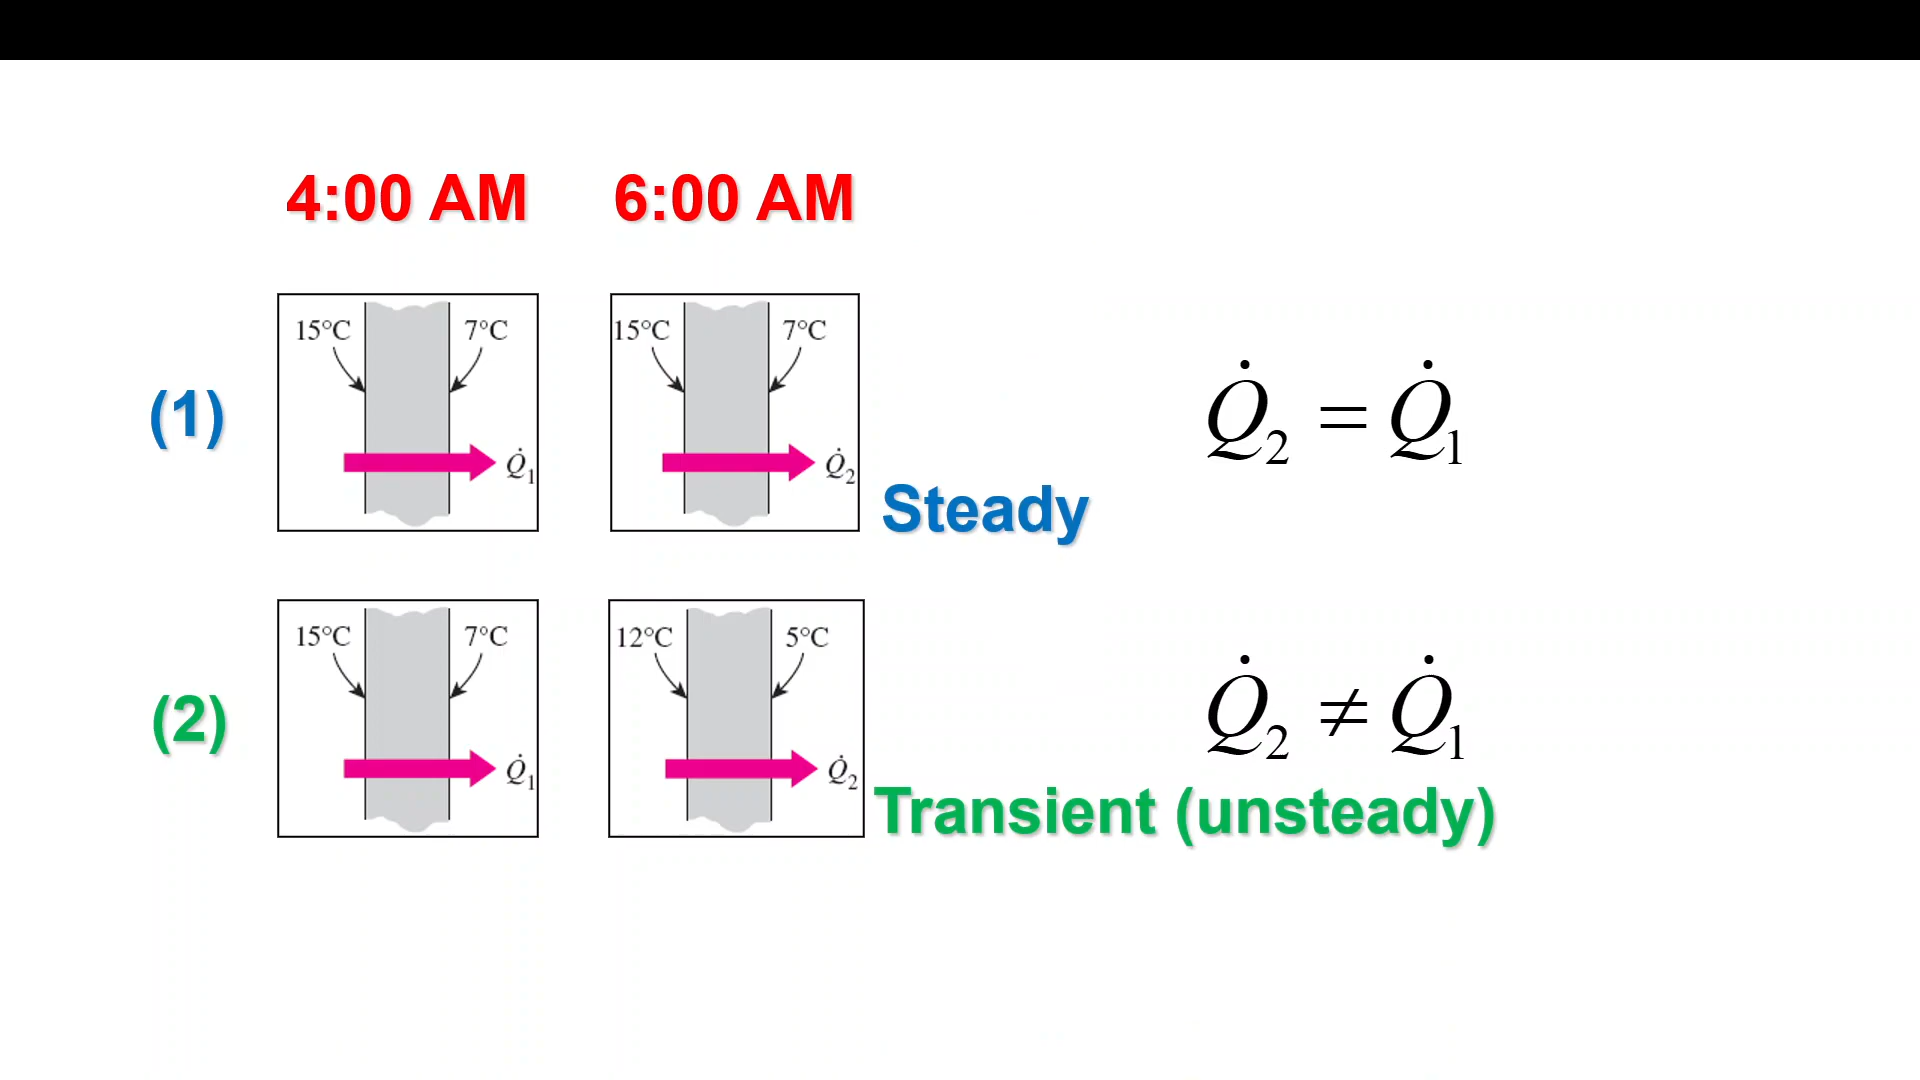 4:00 AM 6:00 AM
15°C 7°C 15°C 7°C
(1) Q̇₂ = Q̇₁
Q̇₁ Q̇₂
Steady
15°C 7°C 12°C 5°C
(2) Q̇₂ ≠ Q̇₁
Q̇₁ Q̇₂
Transient (unsteady)